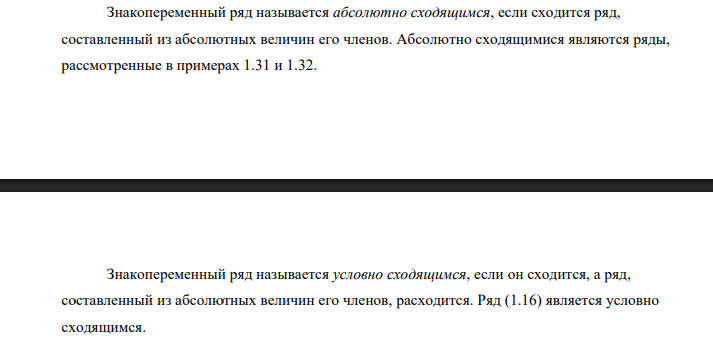 Знакопеременный ряд называется абсолютно сходящимся, если сходится ряд,
составленный из абсолютных величин его членов. Абсолютно сходящимися являются ряды,
рассмотренные в примерах 1.31 и 1.32.
Знакопеременный ряд называется условно сходящимся, если он сходится, а ряд,
составленный из абсолютных величин его членов, расходится. Ряд (1.16) является условно
сходящимся.